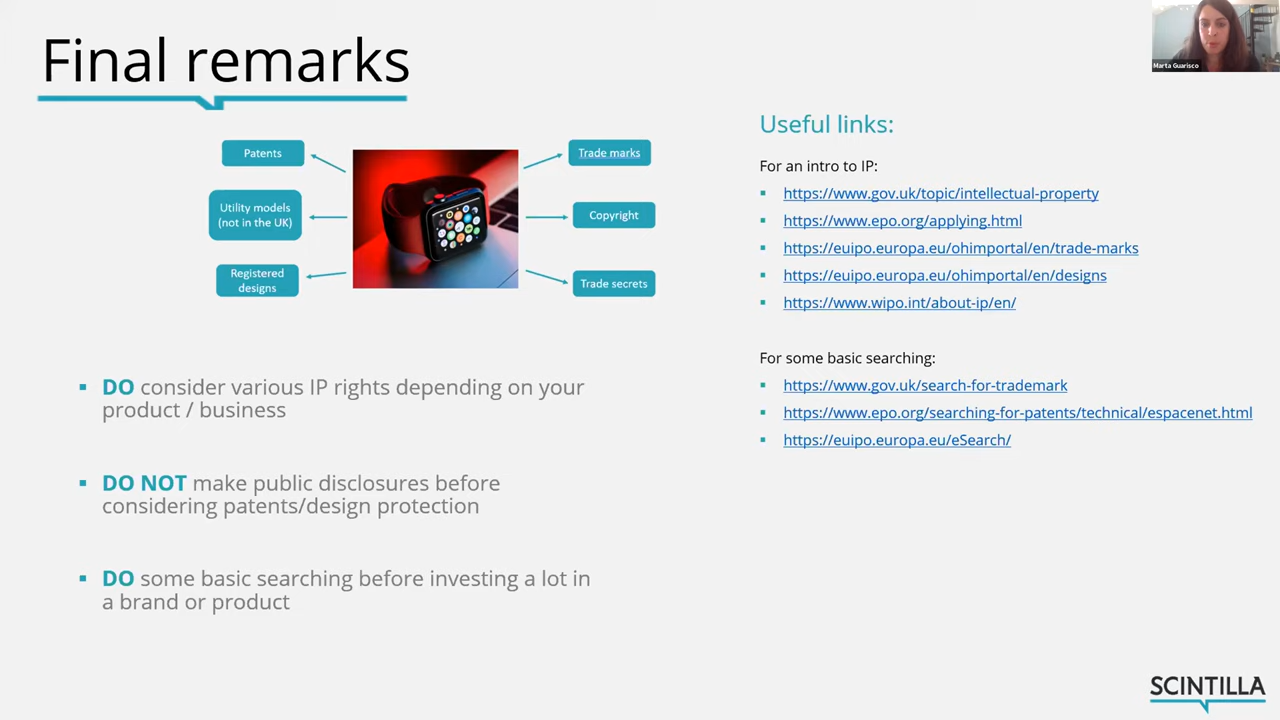 Final remarks
Marta Guarisco
Patents
Utility models
(not in the UK)
Registered
designs
Trade marks
Copyright
Trade secrets
▪ DO consider various IP rights depending on your
product / business
▪ DO NOT make public disclosures before
considering patents/design protection
▪ DO some basic searching before investing a lot in
a brand or product
Useful links:
For an intro to IP:
▪ https://www.gov.uk/topic/intellectual-property
▪ https://www.epo.org/applying.html
▪ https://euipo.europa.eu/ohimportal/en/trade-marks
▪ https://euipo.europa.eu/ohimportal/en/designs
▪ https://www.wipo.int/about-ip/en/
For some basic searching:
▪ https://www.gov.uk/search-for-trademark
▪ https://www.epo.org/searching-for-patents/technical/espacenet.html
▪ https://euipo.europa.eu/eSearch/
SCINTILLA